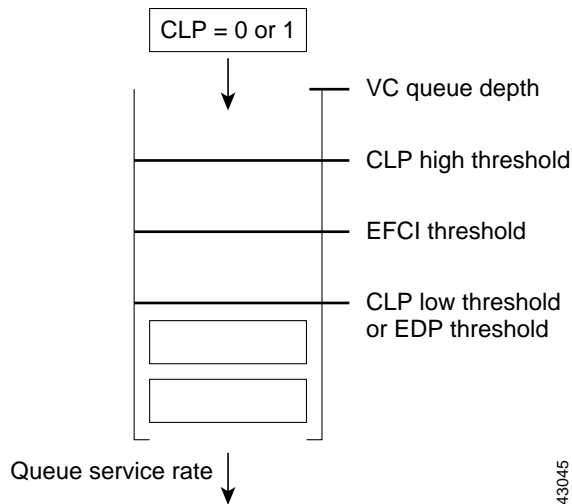 CLP = 0 or 1
VC queue depth
CLP high threshold
EFCI threshold
CLP low threshold
or EDP threshold
Queue service rate
43045